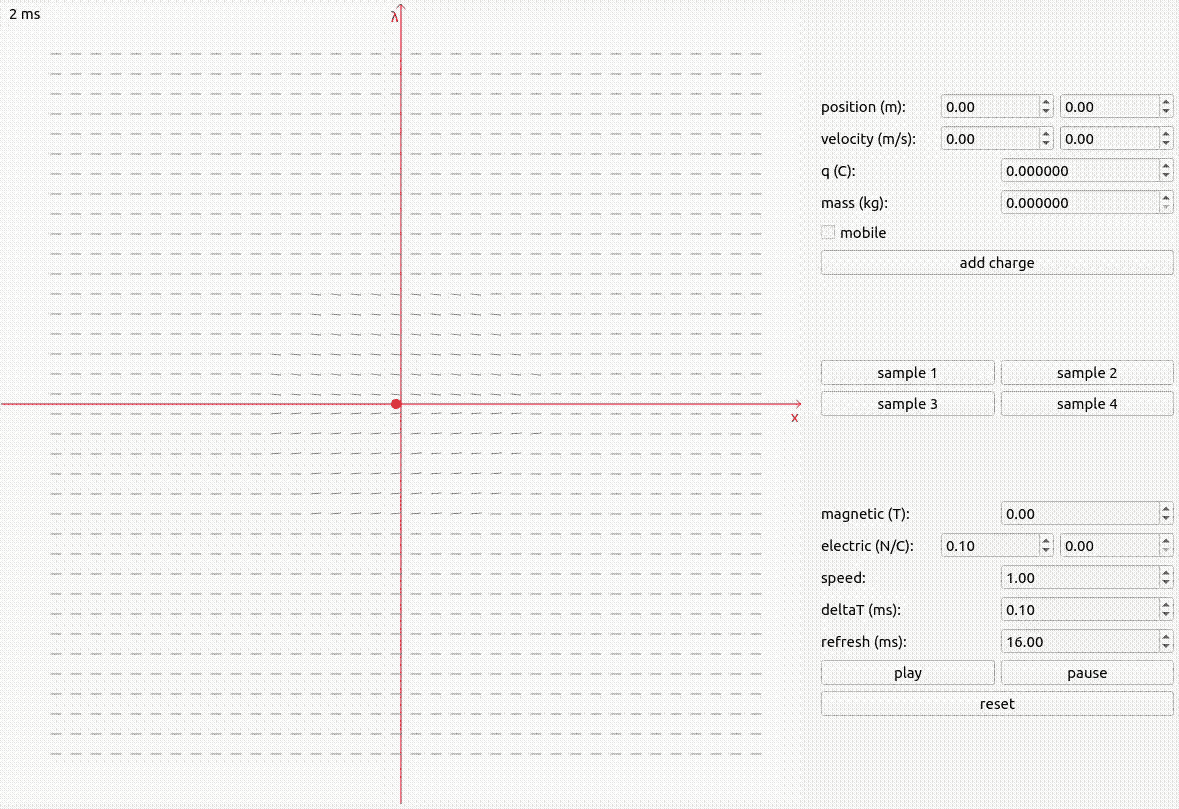 2 ms
λ
x
position (m): 0.00 0.00
velocity (m/s): 0.00 0.00
q (C): 0.000000
mass (kg): 0.000000
mobile
add charge
sample 1 sample 2
sample 3 sample 4
magnetic (T): 0.00
electric (N/C): 0.10 0.00
speed: 1.00
deltaT (ms): 0.10
refresh (ms): 16.00
play pause
reset